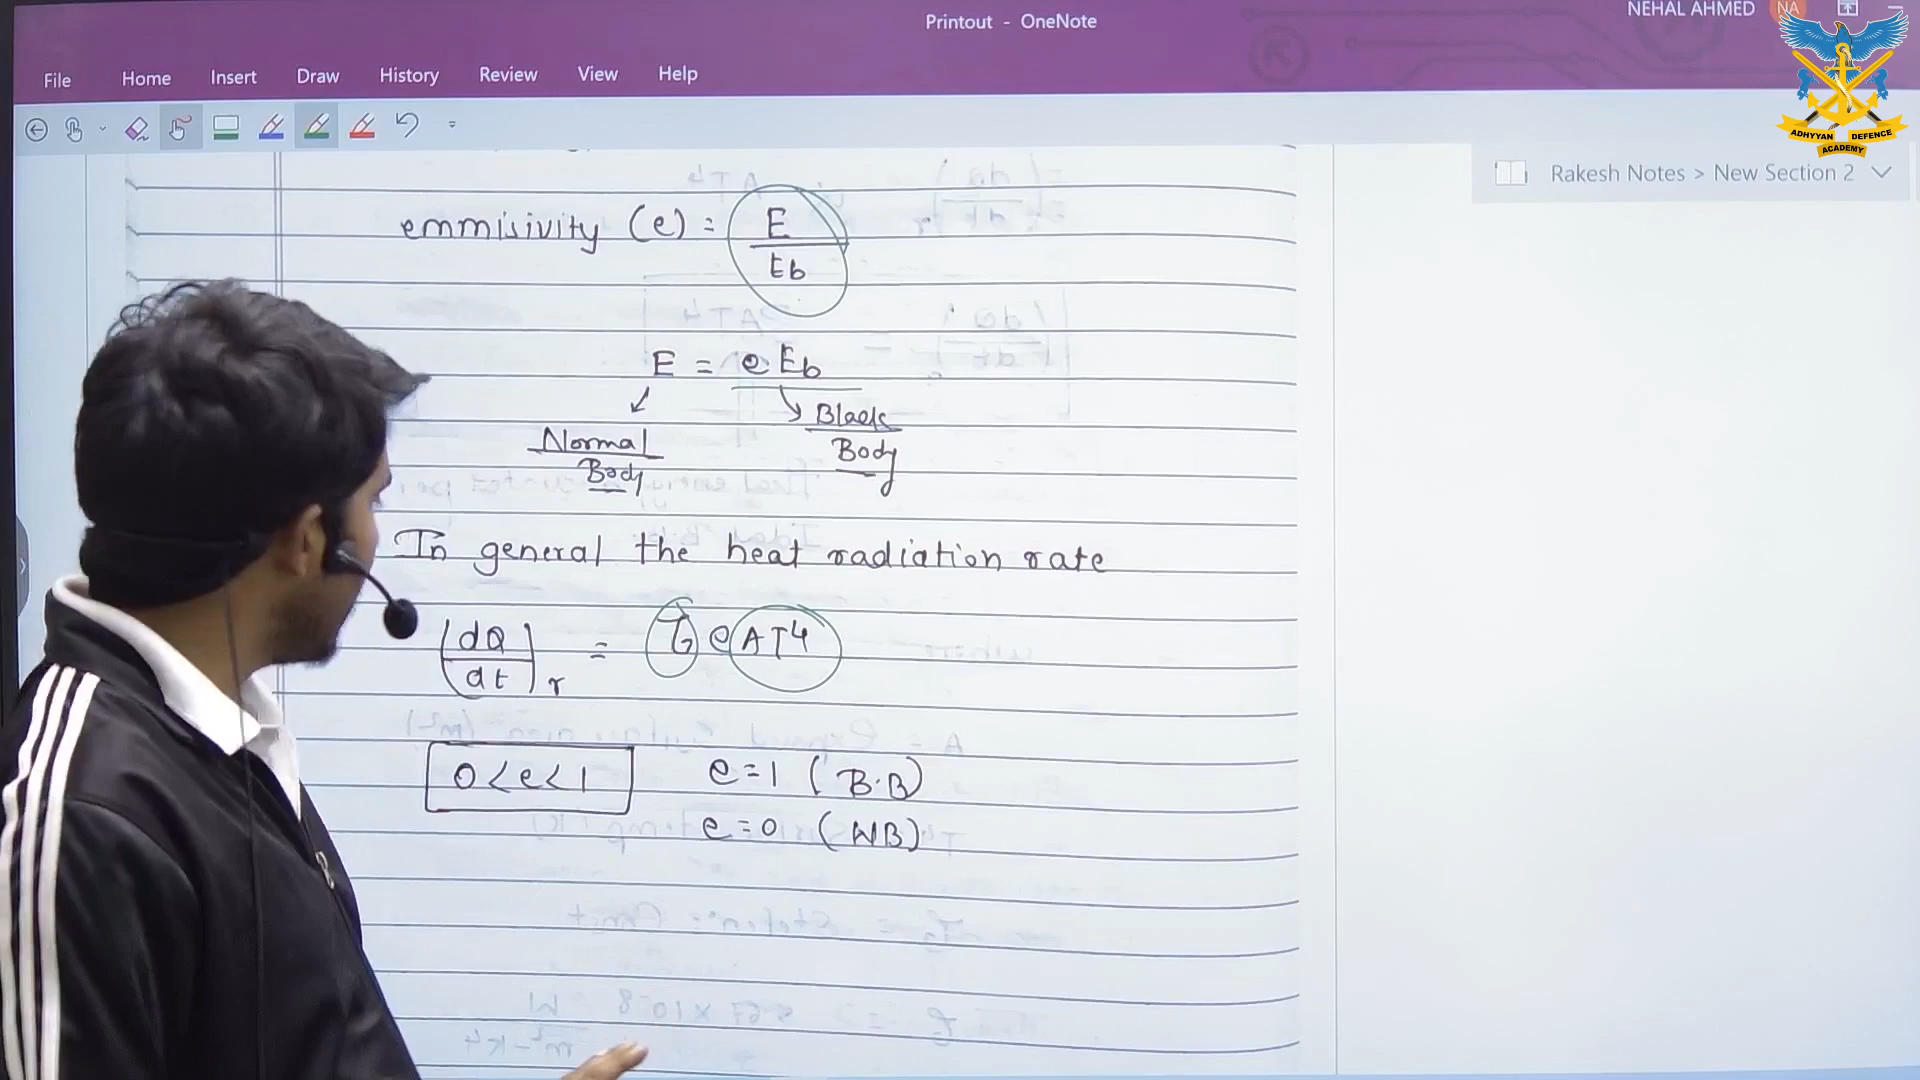 Printout - OneNote
NEHAL AHMED NA
File Home Insert Draw History Review View Help
ADHYYAN DEFENCE
ACADEMY
Rakesh Notes > New Section 2
emmisivity (e) = E
Eb
E = e Eb
Normal
Body
Black
Body
In general the heat radiation rate
(dQ/dt)r = σ e A T⁴
0 < e < 1 e = 1 (B.B)
e = 0 (WB)